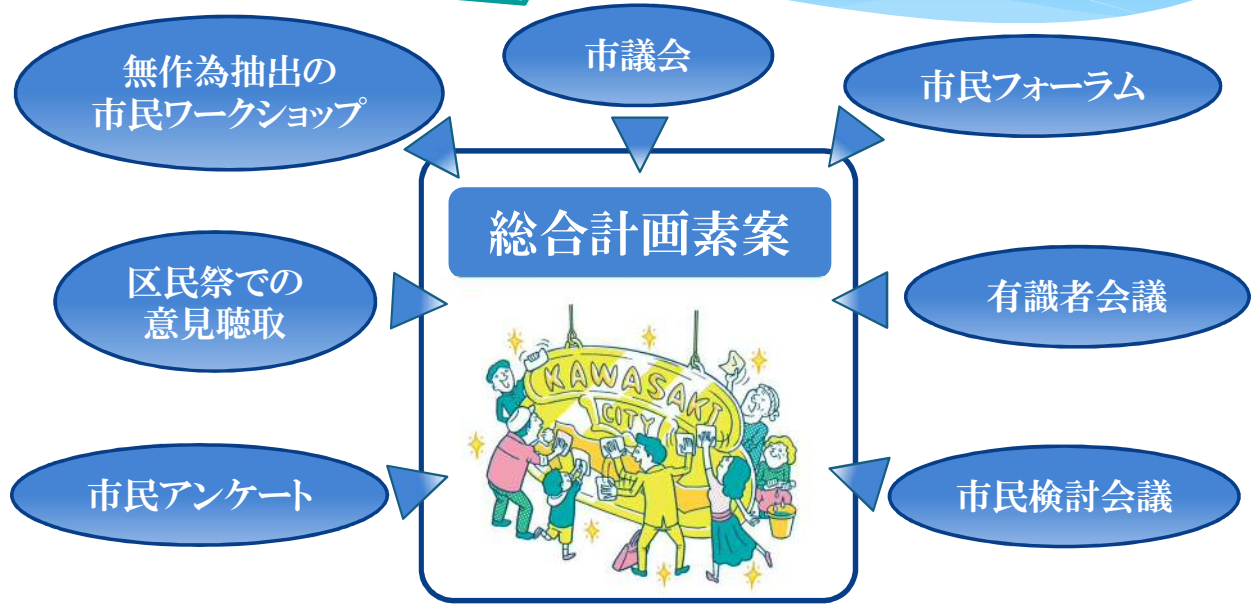 無作為抽出の
市民ワークショップ
市議会
市民フォーラム
総合計画素案
区民祭での
意見聴取
有識者会議
KAWASAKI
CITY
市民アンケート
市民検討会議